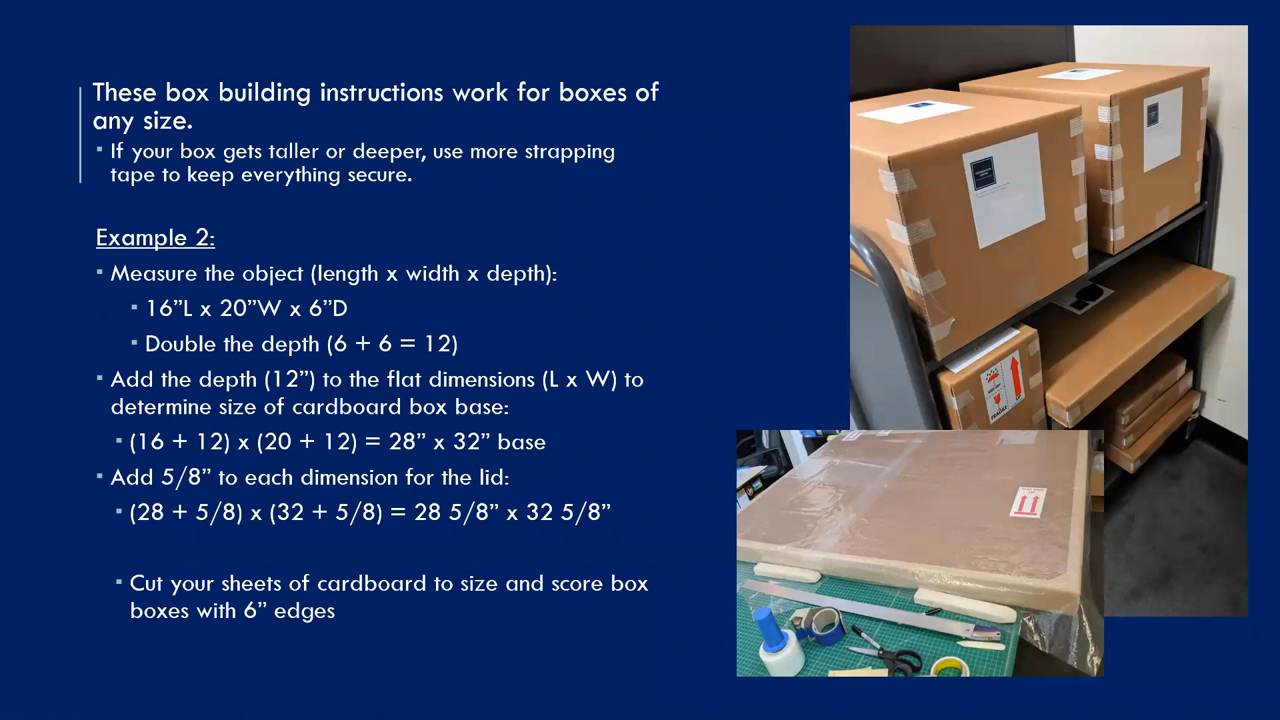 These box building instructions work for boxes of
any size.
▪ If your box gets taller or deeper, use more strapping
tape to keep everything secure.
Example 2:
▪ Measure the object (length x width x depth):
▪ 16”L x 20”W x 6”D
▪ Double the depth (6 + 6 = 12)
▪ Add the depth (12”) to the flat dimensions (L x W) to
determine size of cardboard box base:
▪ (16 + 12) x (20 + 12) = 28” x 32” base
▪ Add 5/8” to each dimension for the lid:
▪ (28 + 5/8) x (32 + 5/8) = 28 5/8” x 32 5/8”
▪ Cut your sheets of cardboard to size and score box
boxes with 6” edges
FRAGILE
UP